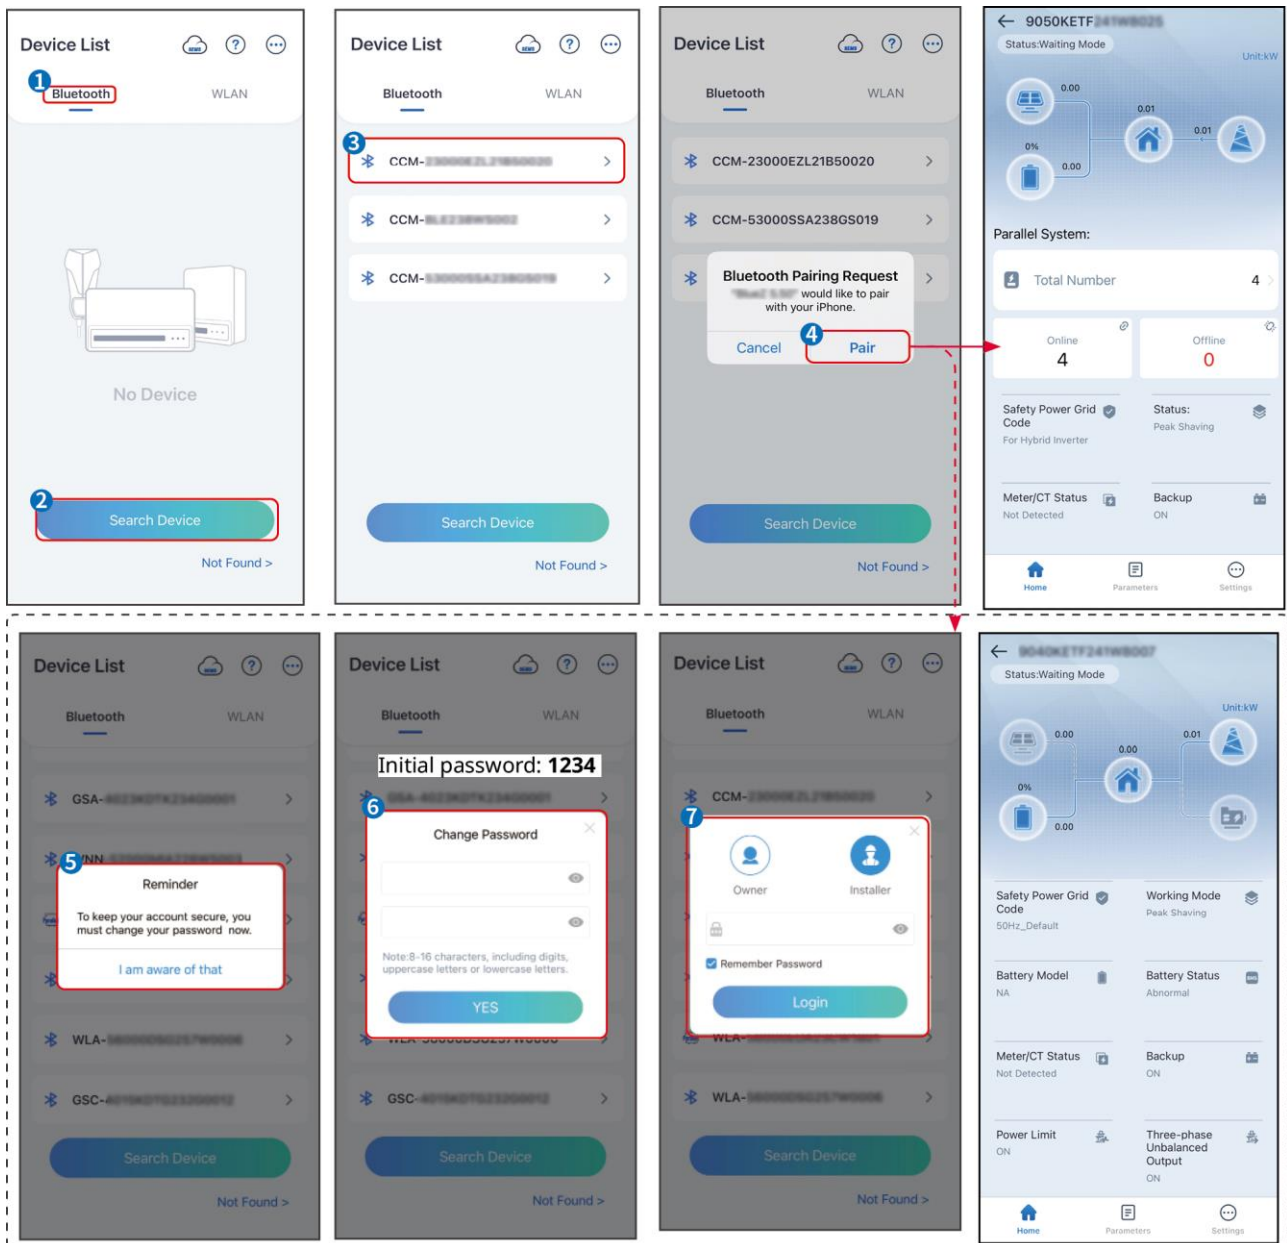 Device List
NEWS
?
1
Bluetooth
WLAN
No Device
2
Search Device
Not Found >
Device List
NEWS
?
Bluetooth
WLAN
3
CCM-
CCM-
CCM-
Search Device
Not Found >
Device List
NEWS
?
Bluetooth
WLAN
CCM-23000EZL21B50020
CCM-53000SSA238GS019
Bluetooth Pairing Request
would like to pair
with your iPhone.
4
Cancel
Pair
Search Device
Not Found >
9050KETF
Status:Waiting Mode
Unit:kW
0.00
0.01
0.01
0%
0.00
Parallel System:
Total Number
4
Online
4
Offline
0
Safety Power Grid
Code
For Hybrid Inverter
Status:
Peak Shaving
Meter/CT Status
Not Detected
Backup
ON
Home
Parameters
Settings
Device List
NEWS
?
Bluetooth
WLAN
GSA-
5
Reminder
To keep your account secure, you
must change your password now.
I am aware of that
WLA-
GSC-
Search Device
Not Found >
Device List
NEWS
?
Bluetooth
WLAN
Initial password: 1234
6
Change Password
Note:8-16 characters, including digits,
uppercase letters or lowercase letters.
YES
GSC-
Search Device
Not Found >
Device List
NEWS
?
Bluetooth
WLAN
CCM-
7
Owner
Installer
Remember Password
Login
WLA-
WLA-
Search Device
Not Found >
Status:Waiting Mode
Unit:kW
0.00
0.00
0.01
0%
0.00
Safety Power Grid
Code
50Hz_Default
Working Mode
Peak Shaving
Battery Model
NA
Battery Status
Abnormal
Meter/CT Status
Not Detected
Backup
ON
Power Limit
ON
Three-phase
Unbalanced
Output
ON
Home
Parameters
Settings